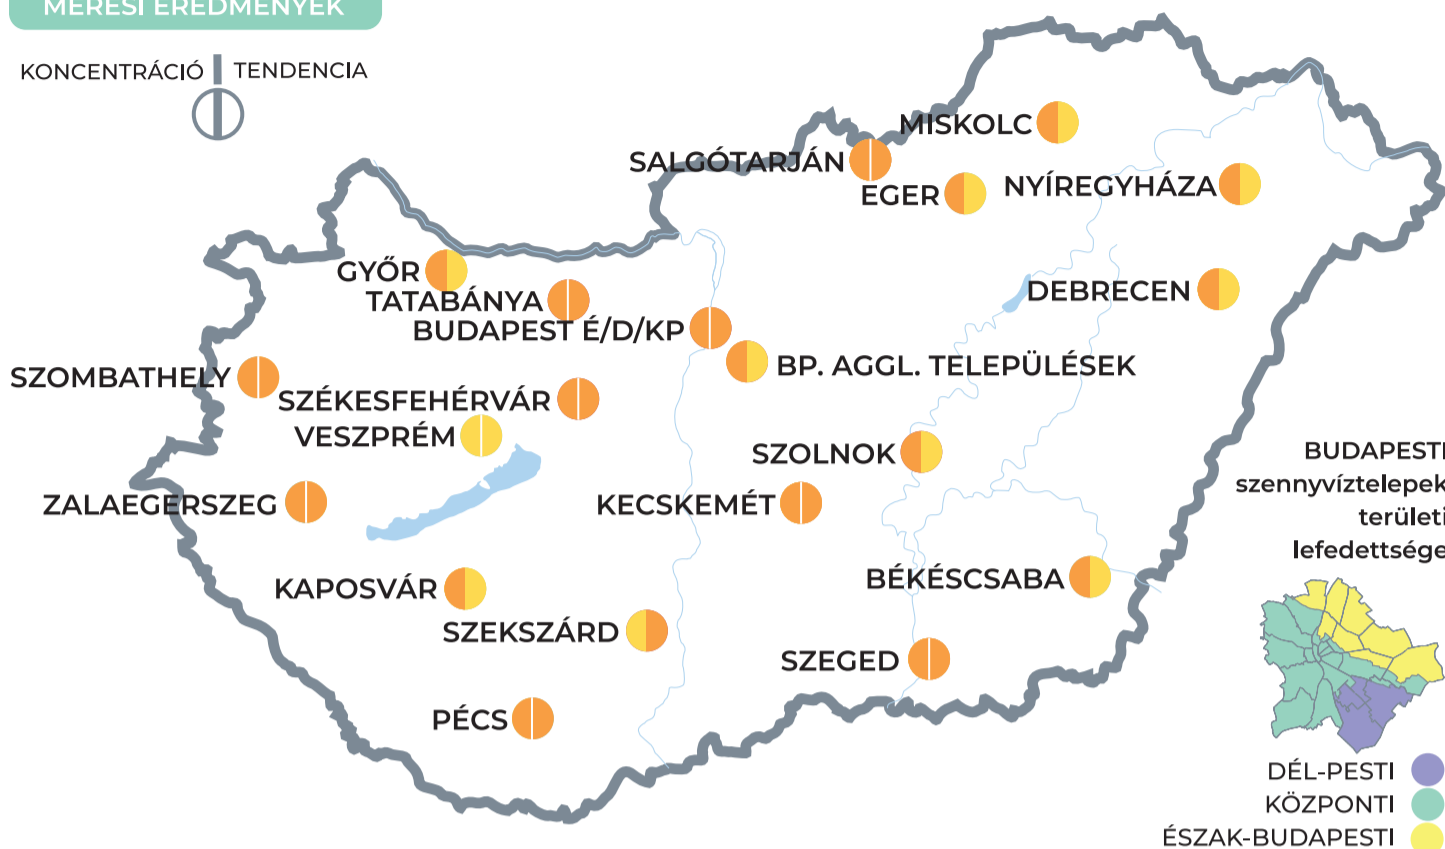 MÉRÉSI EREDMÉNYEK
KONCENTRÁCIÓ TENDENCIA
MISKOLC
SALGÓTARJÁN
EGER
NYÍREGYHÁZA
GYŐR
TATABÁNYA
DEBRECEN
BUDAPEST É/D/KP
BP. AGGL. TELEPÜLÉSEK
SZOMBATHELY
SZÉKESFEHÉRVÁR
VESZPRÉM
SZOLNOK
ZALAEGERSZEG
KECSKEMÉT
KAPOSVÁR
BÉKÉSCSABA
SZEKSZÁRD
SZEGED
PÉCS
BUDAPESTI
szennyvíztelepek
területi
lefedettsége
DÉL-PESTI
KÖZPONTI
ÉSZAK-BUDAPESTI